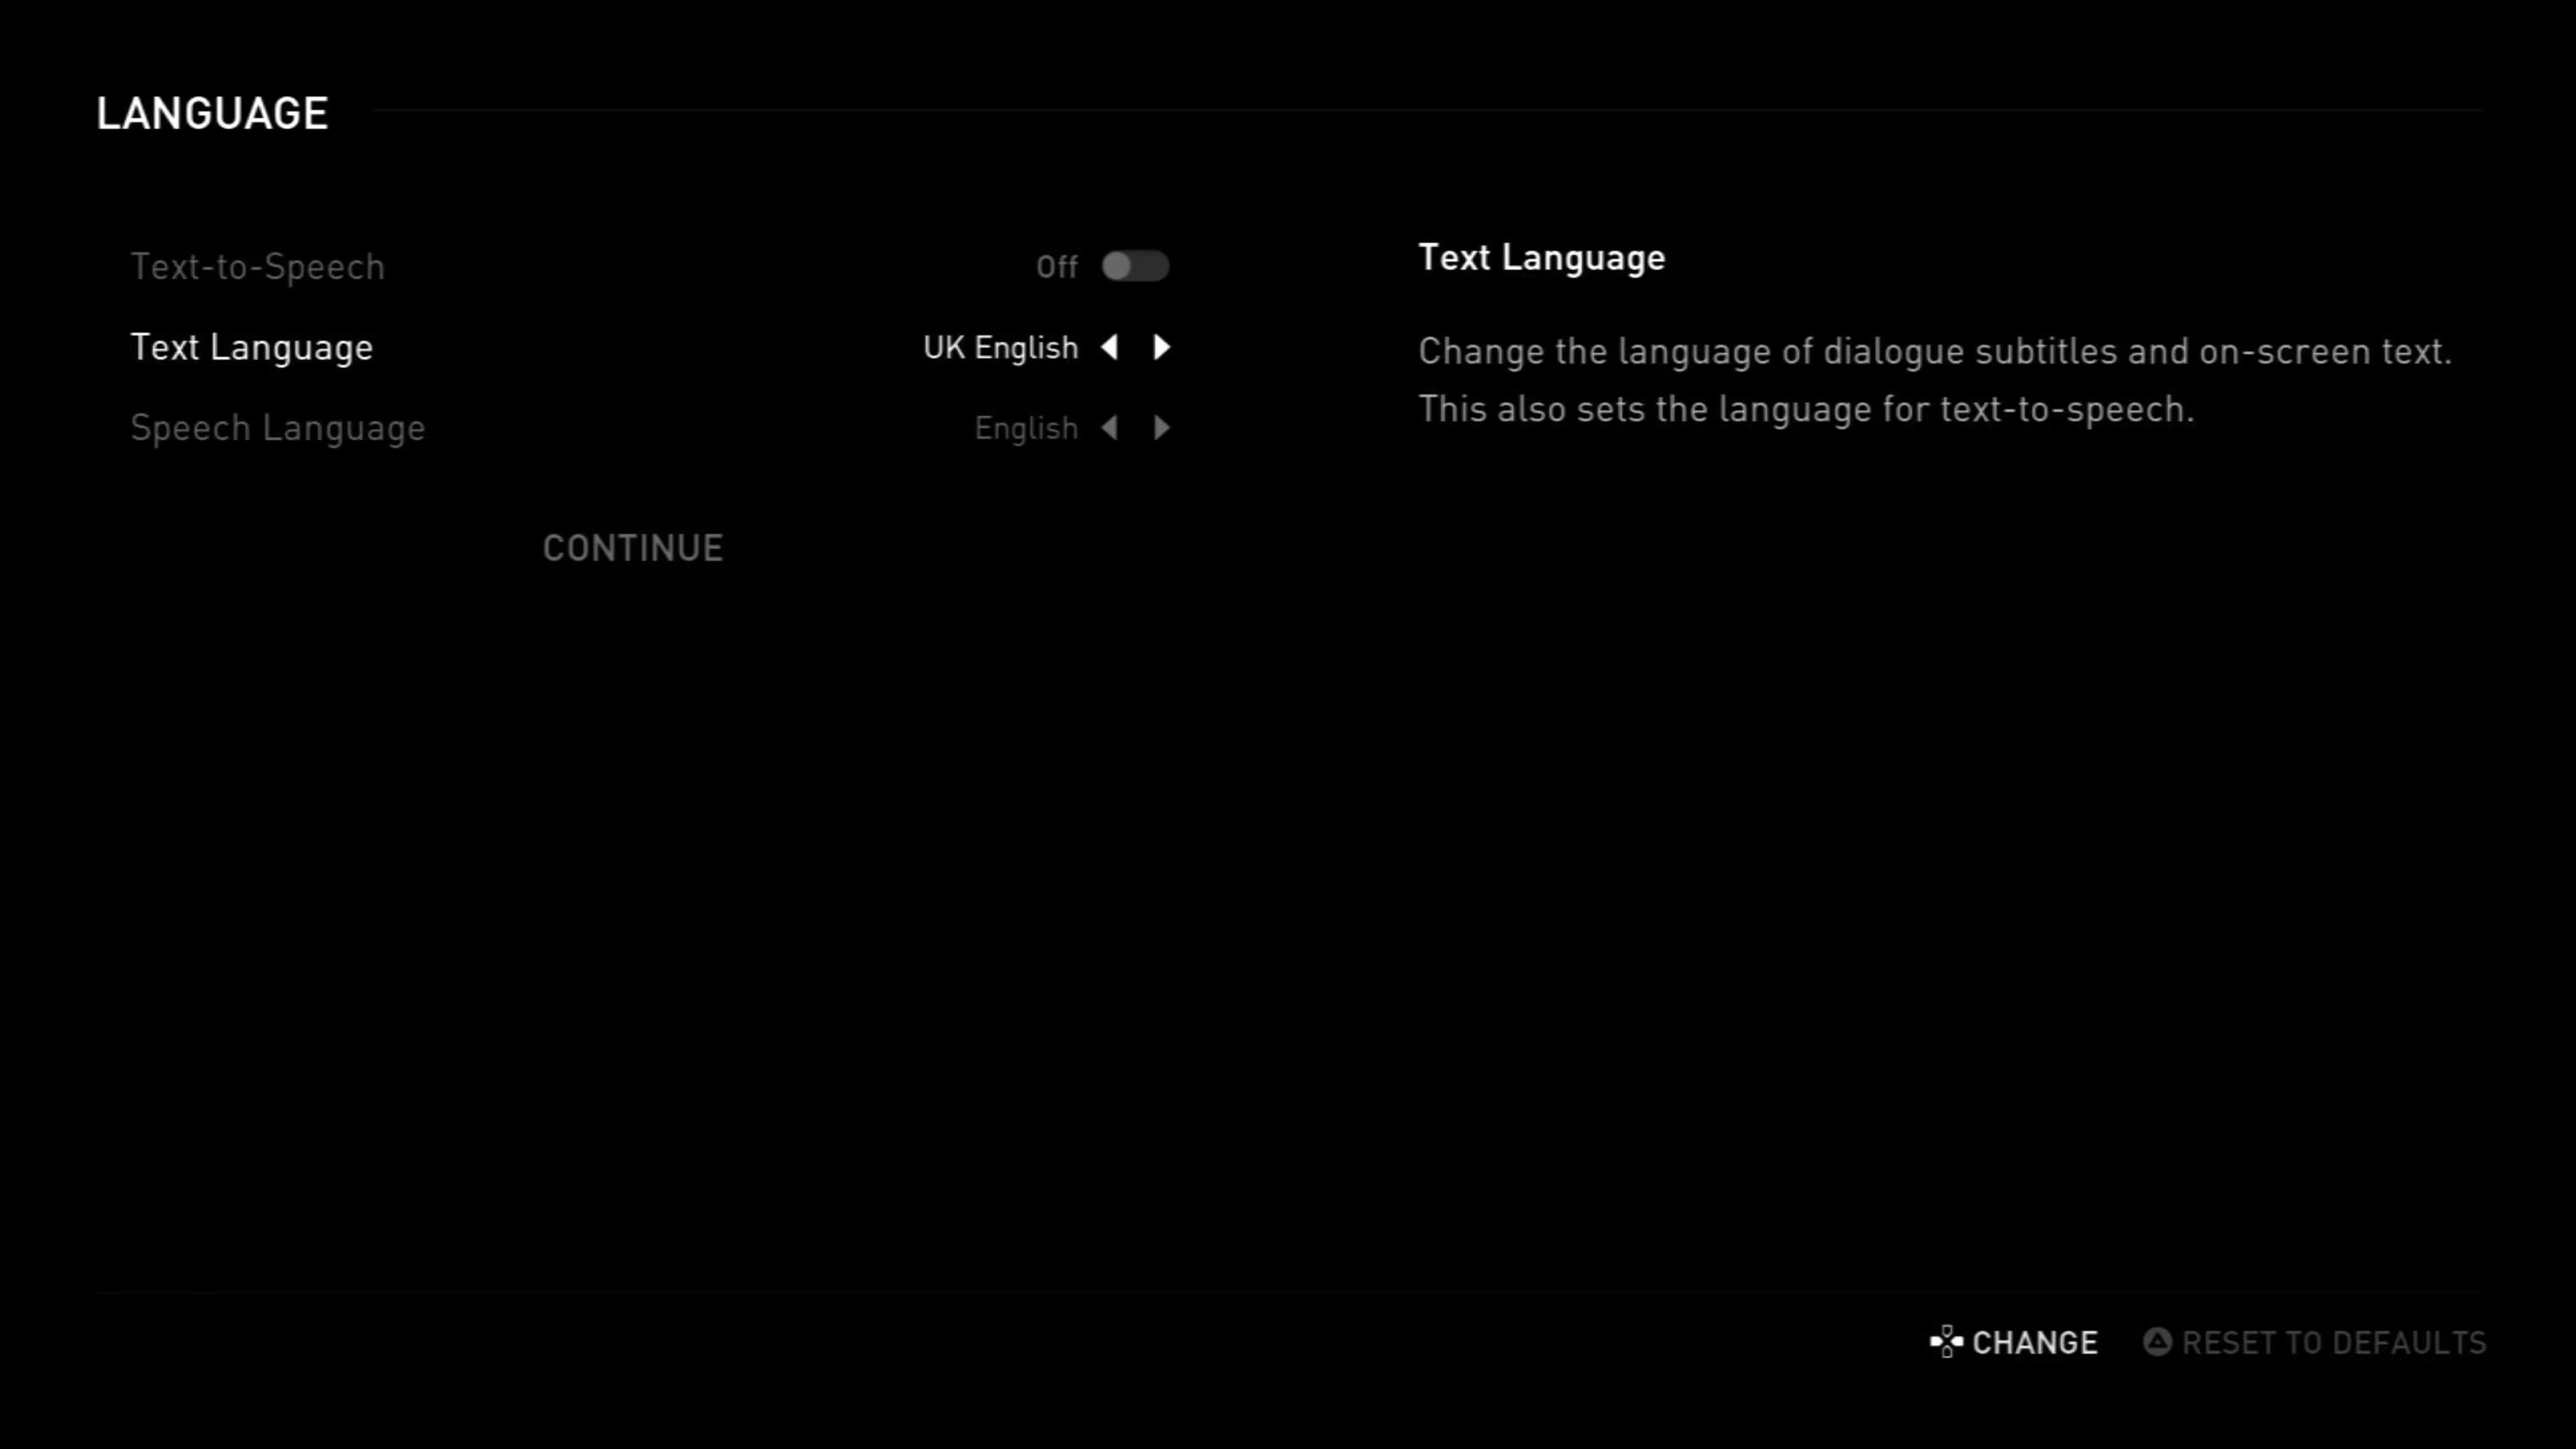 LANGUAGE
Text-to-Speech Off
Text Language UK English
Speech Language English
CONTINUE
Text Language
Change the language of dialogue subtitles and on-screen text.
This also sets the language for text-to-speech.
CHANGE RESET TO DEFAULTS